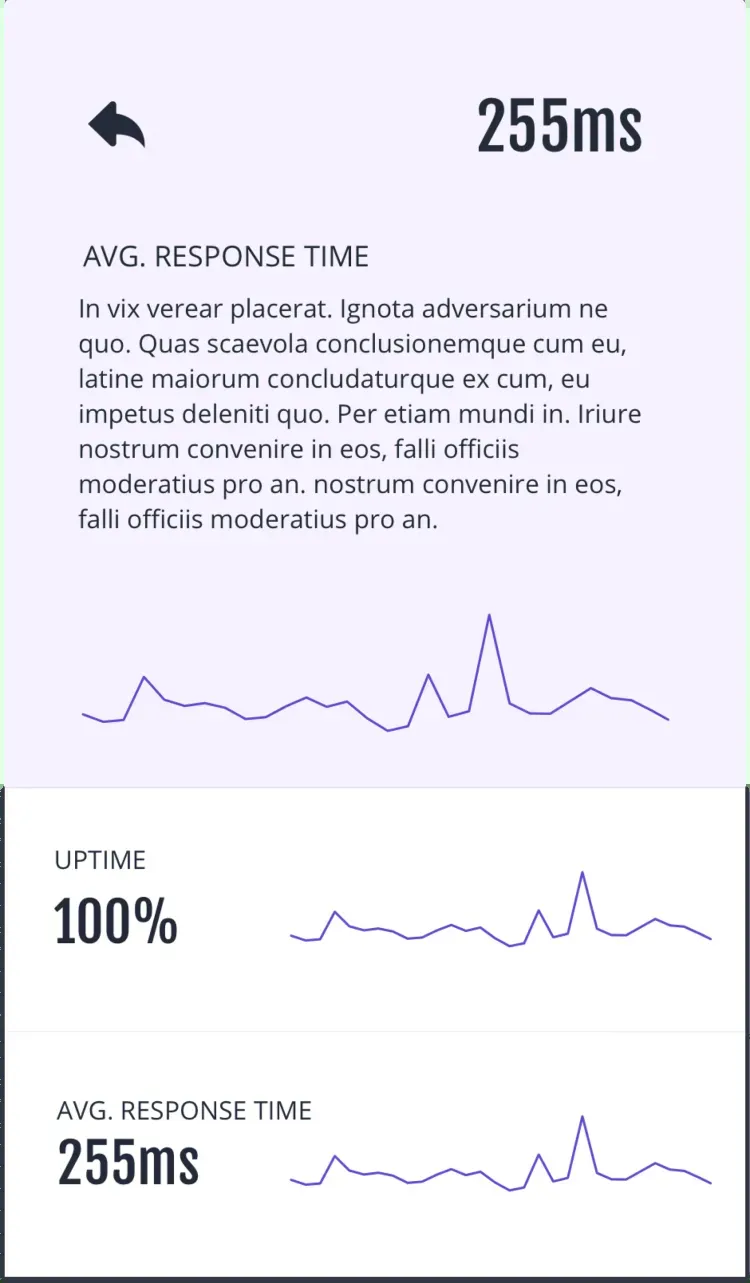 255ms
AVG. RESPONSE TIME
In vix verear placerat. Ignota adversarium ne
quo. Quas scaevola conclusionemque cum eu,
latine maiorum concludaturque ex cum, eu
impetus deleniti quo. Per etiam mundi in. Iriure
nostrum convenire in eos, falli officiis
moderatius pro an. nostrum convenire in eos,
falli officiis moderatius pro an.
UPTIME
100%
AVG. RESPONSE TIME
255ms